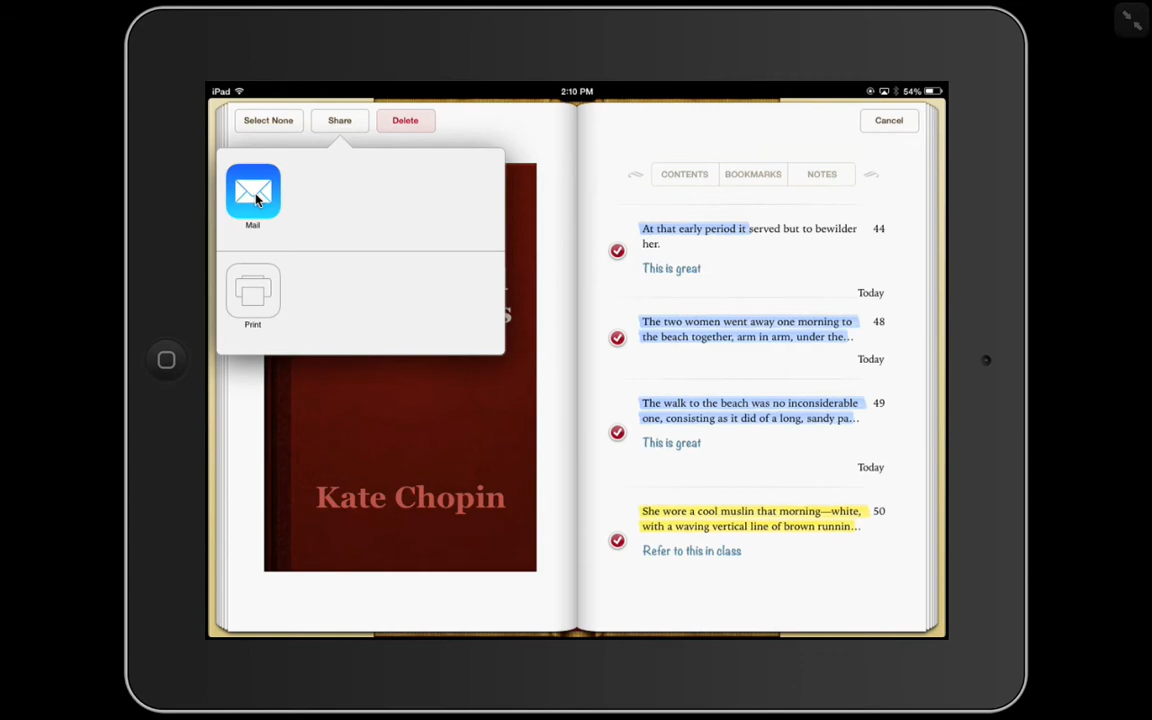 iPad
2:10 PM
54%
Select None
Share
Delete
Cancel
Mail
Print
s
Kate Chopin
CONTENTS
BOOKMARKS
NOTES
At that early period it served but to bewilder
44
her.
This is great
Today
The two women went away one morning to
48
the beach together, arm in arm, under the...
Today
The walk to the beach was no inconsiderable
49
one, consisting as it did of a long, sandy pa...
This is great
Today
She wore a cool muslin that morning—white,
50
with a waving vertical line of brown runnin...
Refer to this in class